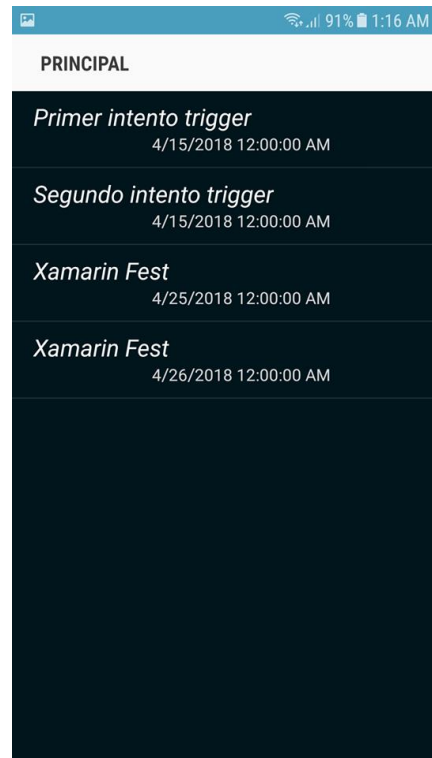 91% 1:16 AM
PRINCIPAL
Primer intento trigger
4/15/2018 12:00:00 AM
Segundo intento trigger
4/15/2018 12:00:00 AM
Xamarin Fest
4/25/2018 12:00:00 AM
Xamarin Fest
4/26/2018 12:00:00 AM